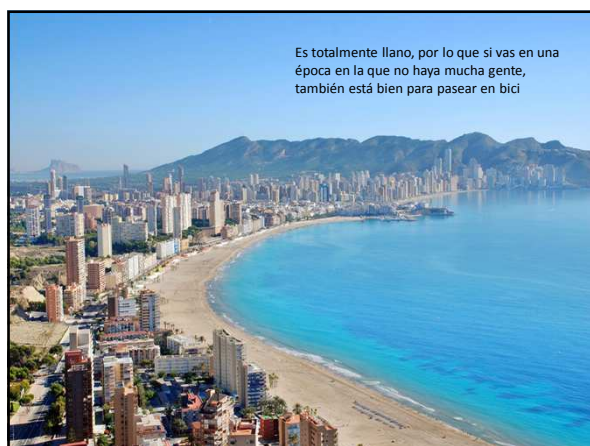 Es totalmente llano, por lo que si vas en una
época en la que no haya mucha gente,
también está bien para pasear en bici